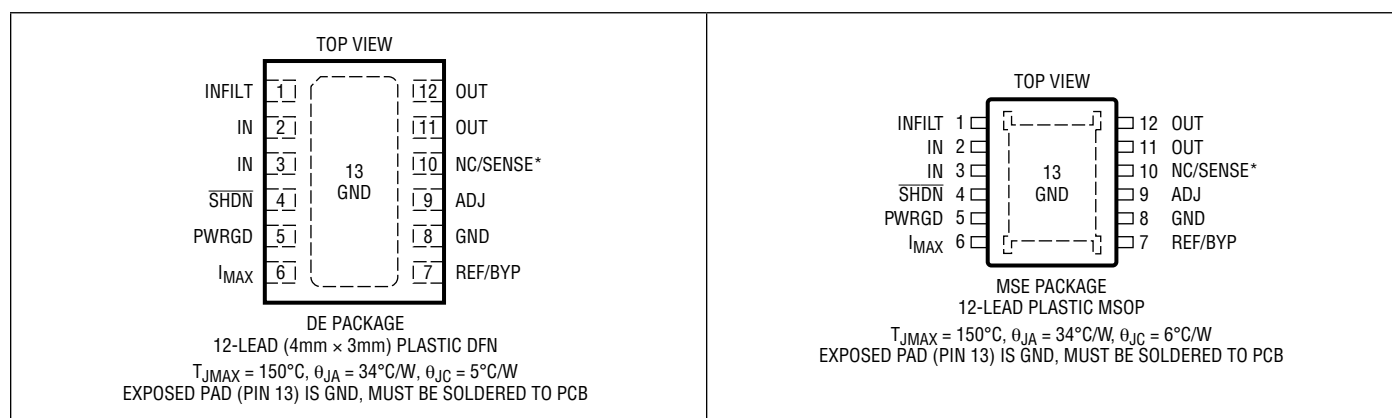 TOP VIEW
INFILT 1 12 OUT
IN 2 11 OUT
IN 3 10 NC/SENSE*
13
GND
SHDN 4 9 ADJ
PWRGD 5 8 GND
IMAX 6 7 REF/BYP
DE PACKAGE
12-LEAD (4mm × 3mm) PLASTIC DFN
TJMAX = 150°C, θJA = 34°C/W, θJC = 5°C/W
EXPOSED PAD (PIN 13) IS GND, MUST BE SOLDERED TO PCB
TOP VIEW
INFILT 1 12 OUT
IN 2 11 OUT
IN 3 10 NC/SENSE*
13
GND
SHDN 4 9 ADJ
PWRGD 5 8 GND
IMAX 6 7 REF/BYP
MSE PACKAGE
12-LEAD PLASTIC MSOP
TJMAX = 150°C, θJA = 34°C/W, θJC = 6°C/W
EXPOSED PAD (PIN 13) IS GND, MUST BE SOLDERED TO PCB